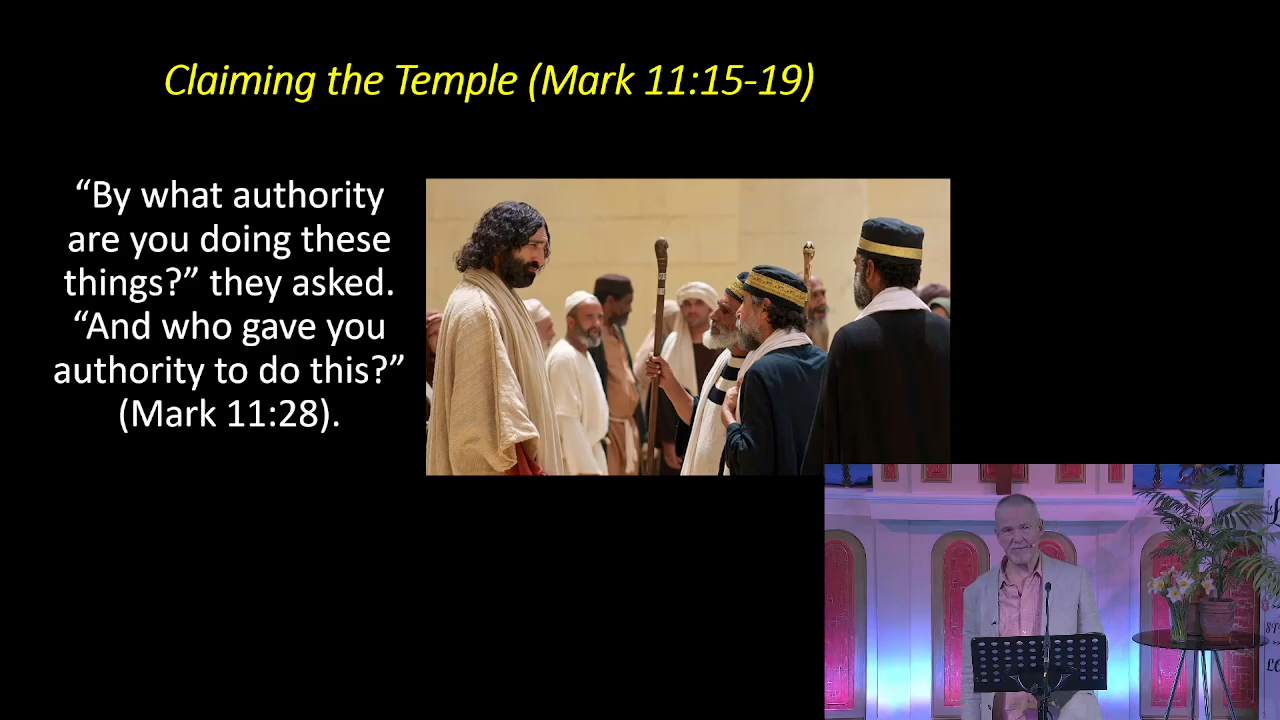 Claiming the Temple (Mark 11:15-19)
“By what authority
are you doing these
things?” they asked.
“And who gave you
authority to do this?”
(Mark 11:28).